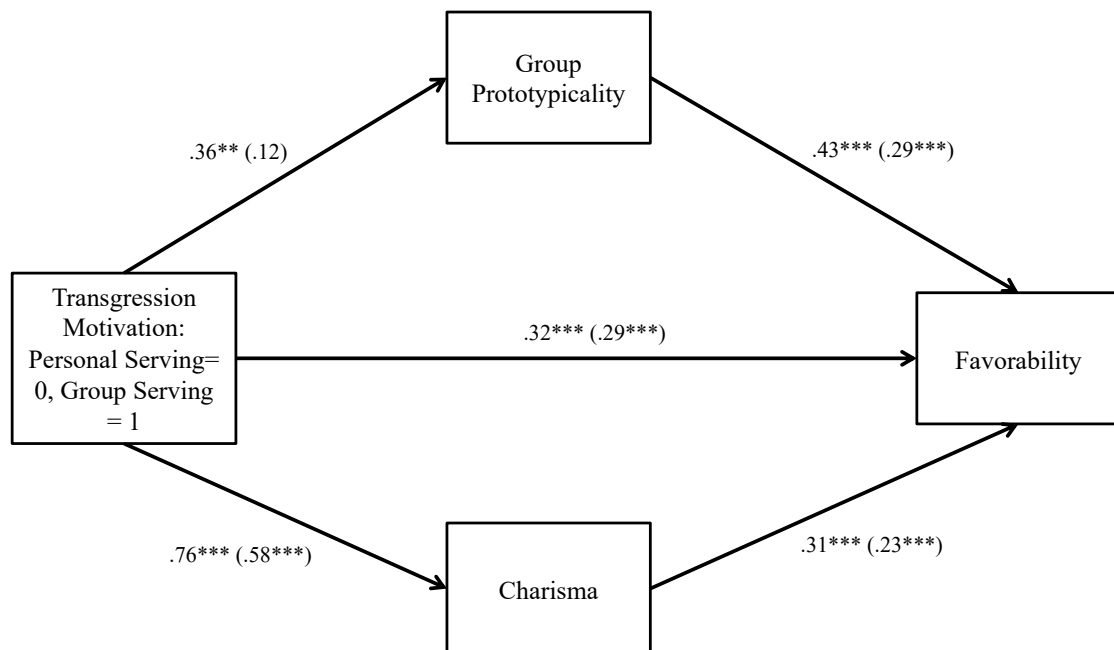 Group
Prototypicality
.36** (.12)
.43*** (.29***)
Transgression
Motivation:
Personal Serving=
0, Group Serving
= 1
.32*** (.29***)
Favorability
.76*** (.58***)
.31*** (.23***)
Charisma